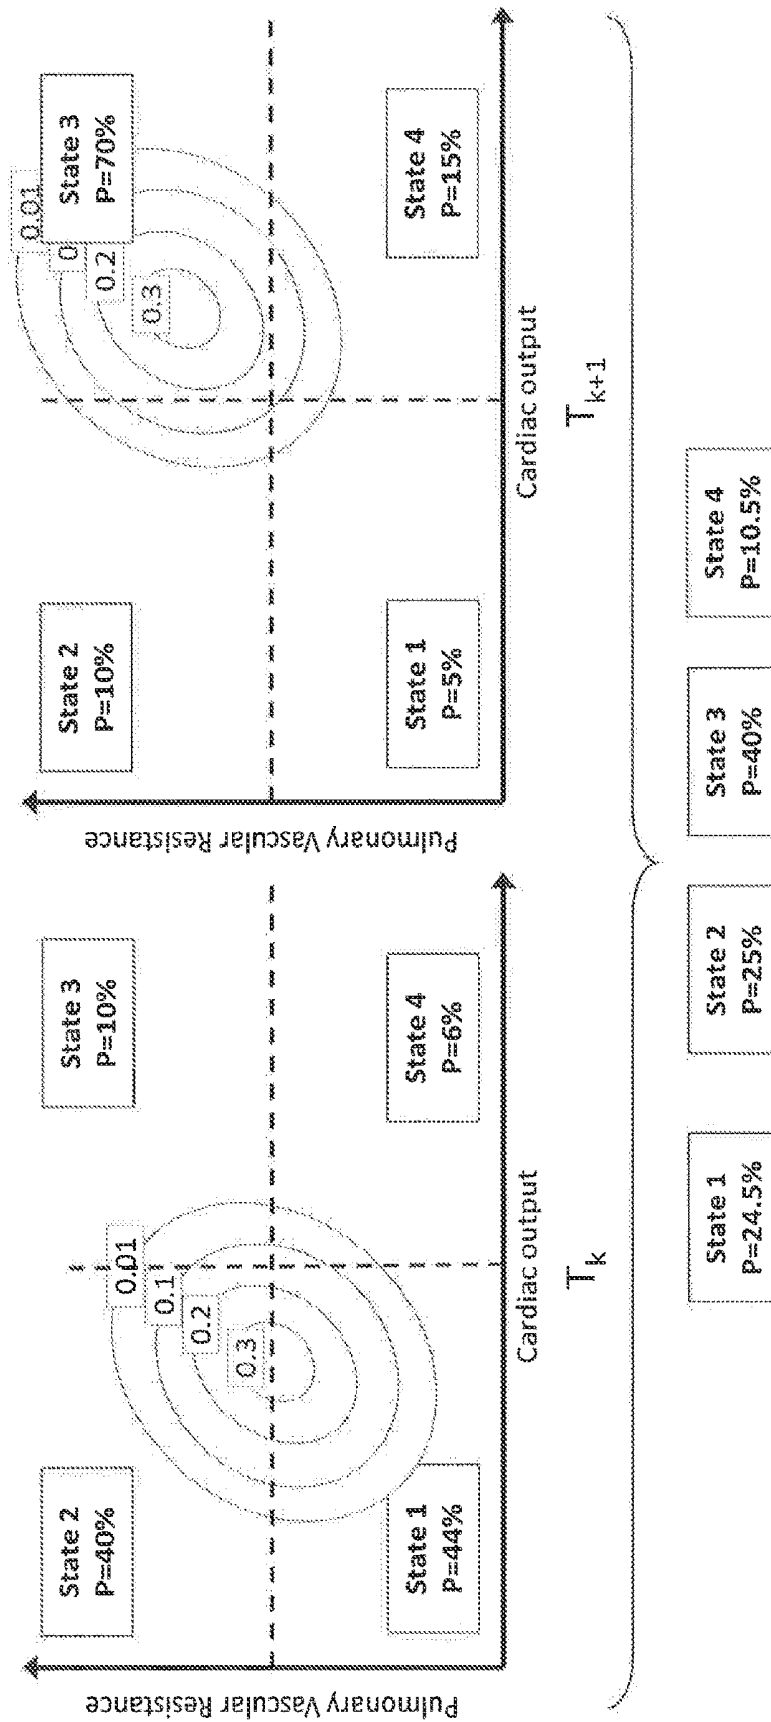 Pulmonary Vascular Resistance
State 2
P=40%
State 3
P=10%
0.01
0.1
0.2
0.3
State 1
P=44%
State 4
P=6%
Cardiac output
Tk
Pulmonary Vascular Resistance
State 2
P=10%
State 3
P=70%
0.01
0
0.2
0.3
State 1
P=5%
State 4
P=15%
Cardiac output
Tk+1
State 1
P=24.5%
State 2
P=25%
State 3
P=40%
State 4
P=10.5%